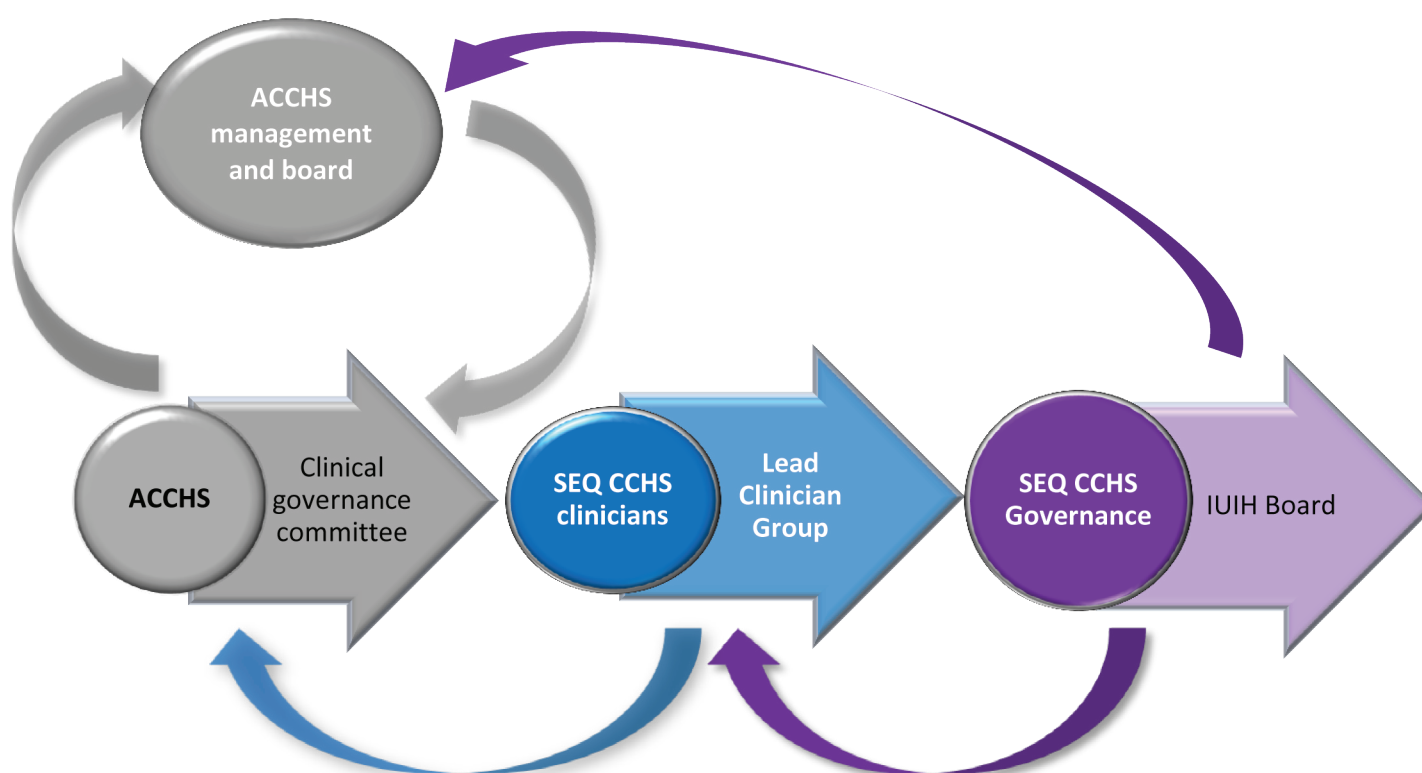 ACCHS
management
and board
ACCHS
Clinical
governance
committee
SEQ CCHS
clinicians
Lead
Clinician
Group
SEQ CCHS
Governance
IUIH Board